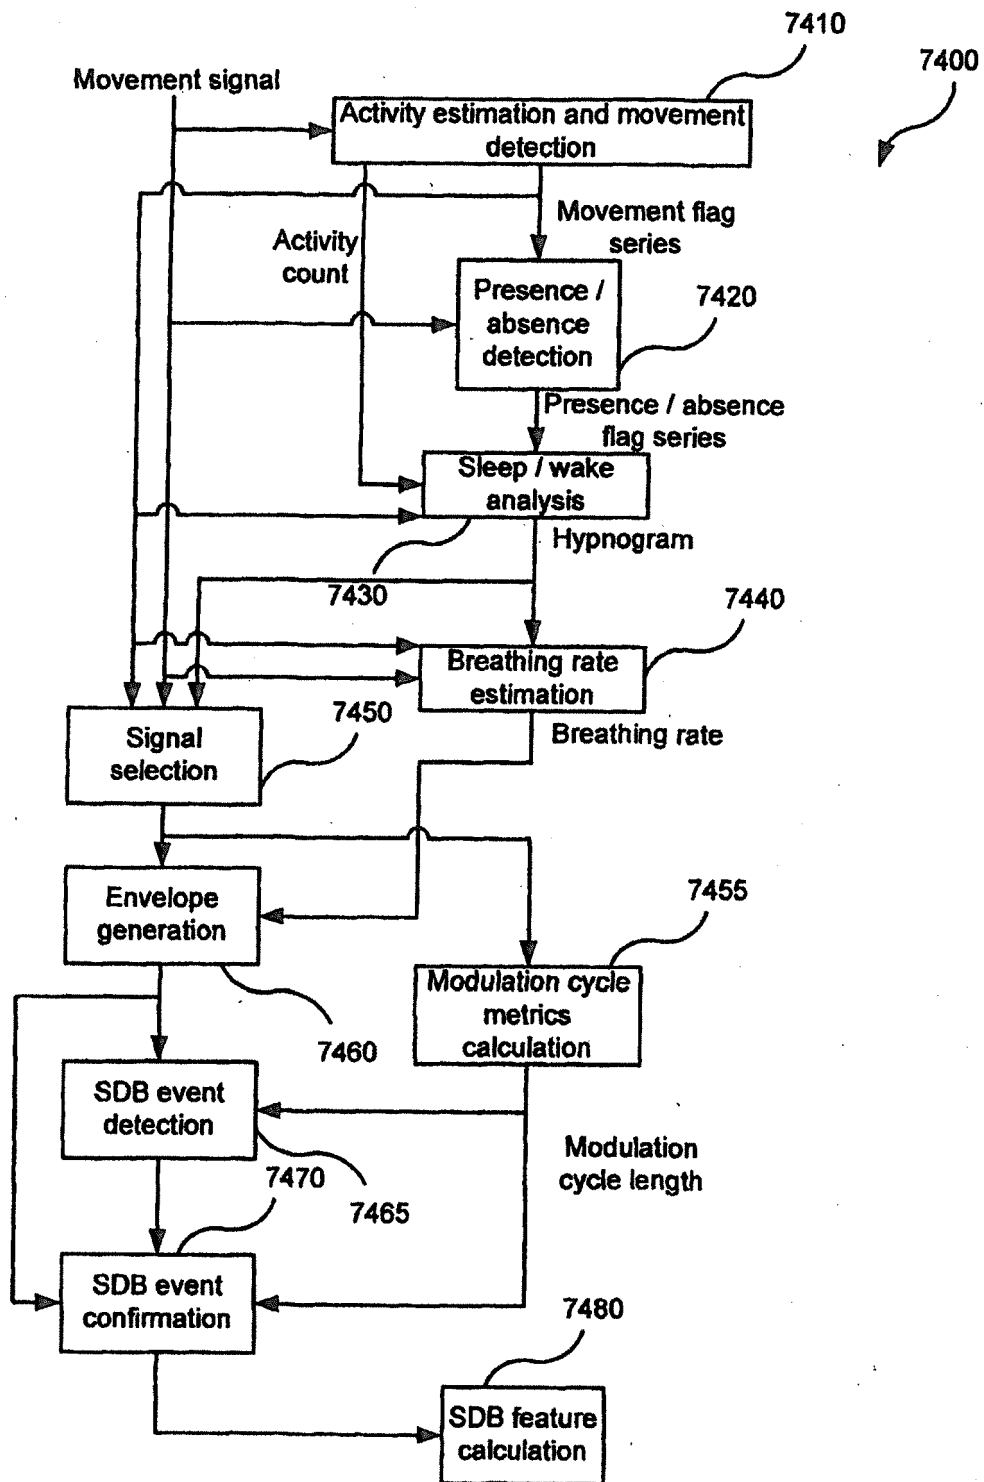 7410
7400
Movement signal
Activity estimation and movement
detection
Movement flag
series
Activity
count
Presence /
absence
detection
7420
Presence / absence
flag series
Sleep / wake
analysis
Hypnogram
7430
7440
Breathing rate
estimation
Breathing rate
7450
Signal
selection
Envelope
generation
7455
7460
Modulation cycle
metrics
calculation
SDB event
detection
Modulation
cycle length
7470
7465
SDB event
confirmation
7480
SDB feature
calculation